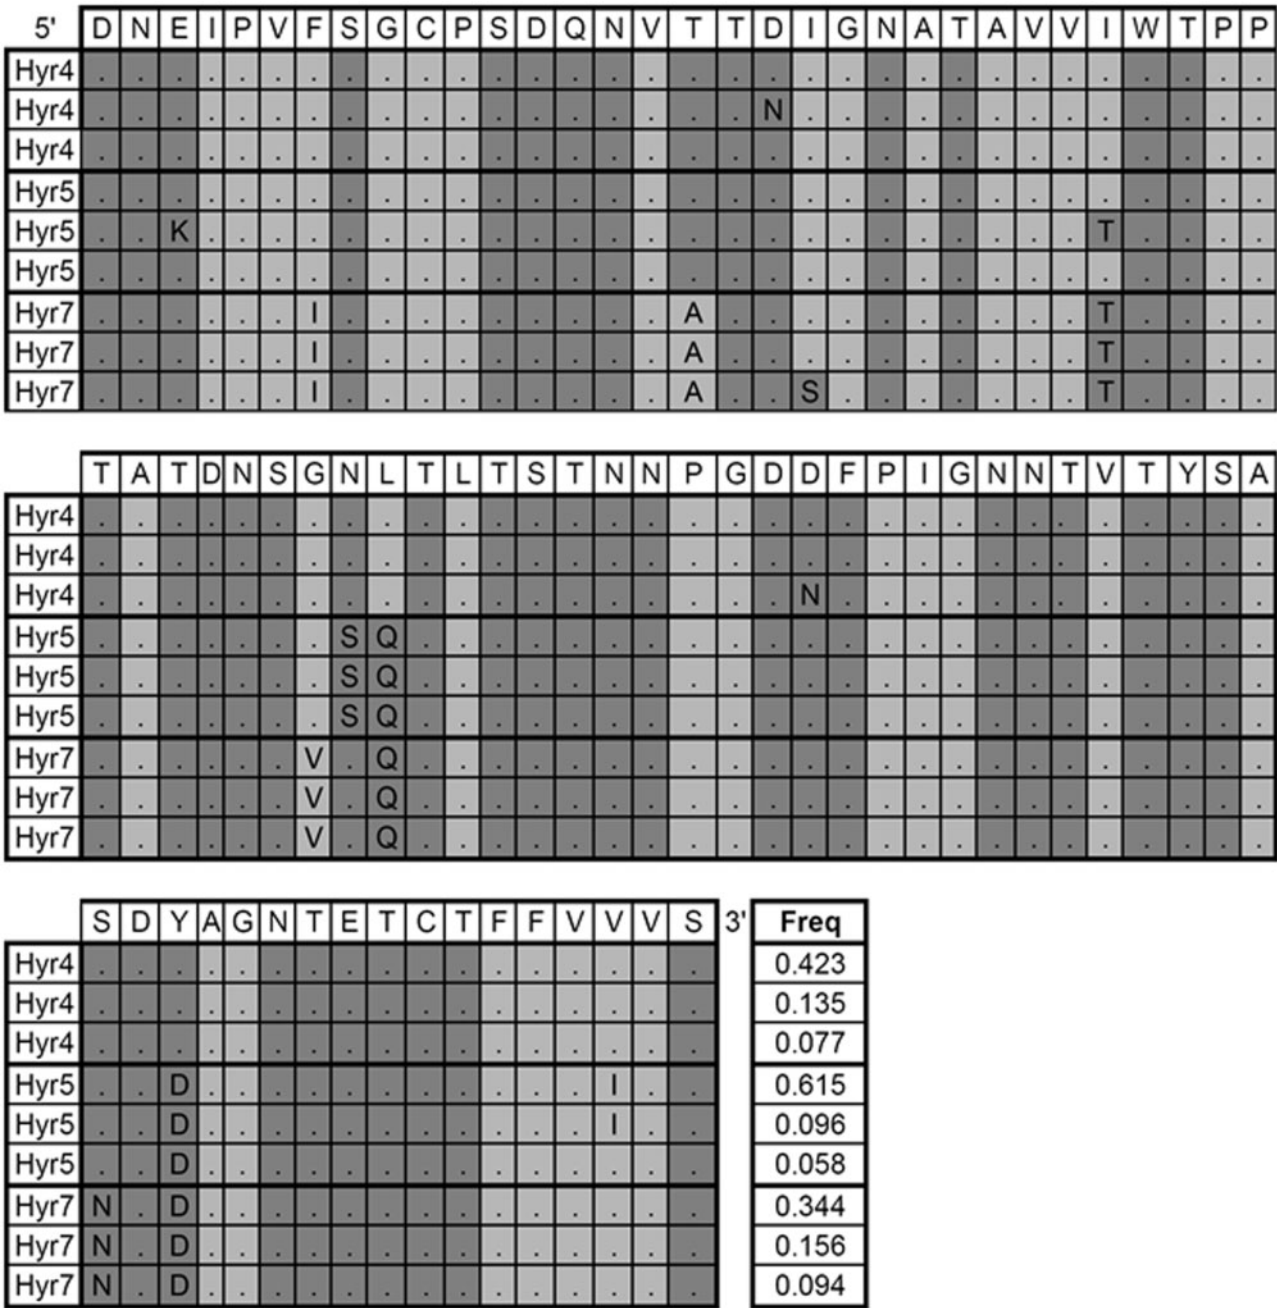 5' D N E I P V F S G C P S D Q N V T T D I G N A T A V V I W T P P
Hyr4 . . . . . . . . . . . . . . . . . . . . . . . . . . . . . . . .
Hyr4 . . . . . . . . . . . . . . . . . . N . . . . . . . . . . . . .
Hyr4 . . . . . . . . . . . . . . . . . . . . . . . . . . . . . . . .
Hyr5 . . . . . . . . . . . . . . . . . . . . . . . . . . . . . . . .
Hyr5 . . K . . . . . . . . . . . . . . . . . . . . . . . . T . . . .
Hyr5 . . . . . . . . . . . . . . . . . . . . . . . . . . . . . . . .
Hyr7 . . . . . . I . . . . . . . . . A . . . . . . . . . . T . . . .
Hyr7 . . . . . . I . . . . . . . . . A . . . . . . . . . . T . . . .
Hyr7 . . . . . . I . . . . . . . . . A . . S . . . . . . . T . . . .
T A T D N S G N L T L T S T N N P G D D F P I G N N T V T Y S A
Hyr4 . . . . . . . . . . . . . . . . . . . . . . . . . . . . . . . .
Hyr4 . . . . . . . . . . . . . . . . . . . . . . . . . . . . . . . .
Hyr4 . . . . . . . . . . . . . . . . . . . N . . . . . . . . . . . .
Hyr5 . . . . . . . S Q . . . . . . . . . . . . . . . . . . . . . . .
Hyr5 . . . . . . . S Q . . . . . . . . . . . . . . . . . . . . . . .
Hyr5 . . . . . . . S Q . . . . . . . . . . . . . . . . . . . . . . .
Hyr7 . . . . . . V . Q . . . . . . . . . . . . . . . . . . . . . . .
Hyr7 . . . . . . V . Q . . . . . . . . . . . . . . . . . . . . . . .
Hyr7 . . . . . . V . Q . . . . . . . . . . . . . . . . . . . . . . .
S D Y A G N T E T C T F F V V V S 3' Freq
Hyr4 . . . . . . . . . . . . . . . . . 0.423
Hyr4 . . . . . . . . . . . . . . . . . 0.135
Hyr4 . . . . . . . . . . . . . . . . . 0.077
Hyr5 . . D . . . . . . . . . . . I . . 0.615
Hyr5 . . D . . . . . . . . . . . I . . 0.096
Hyr5 . . D . . . . . . . . . . . . . . 0.058
Hyr7 N . D . . . . . . . . . . . . . . 0.344
Hyr7 N . D . . . . . . . . . . . . . . 0.156
Hyr7 N . D . . . . . . . . . . . . . . 0.094